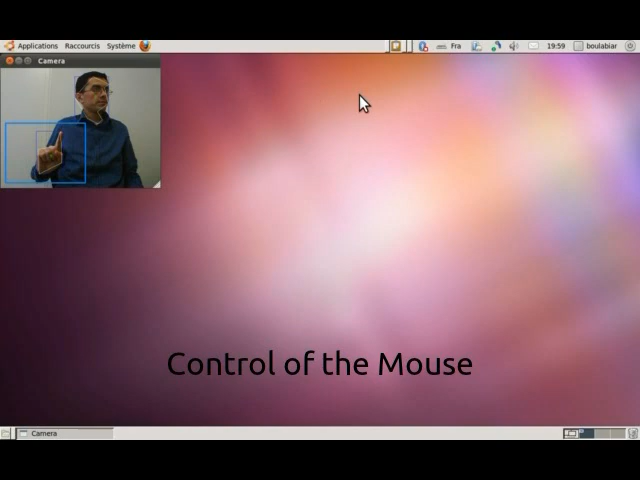 Applications Raccourcis Système Fra 19:59 boulabiar
Camera
Control of the Mouse
Camera